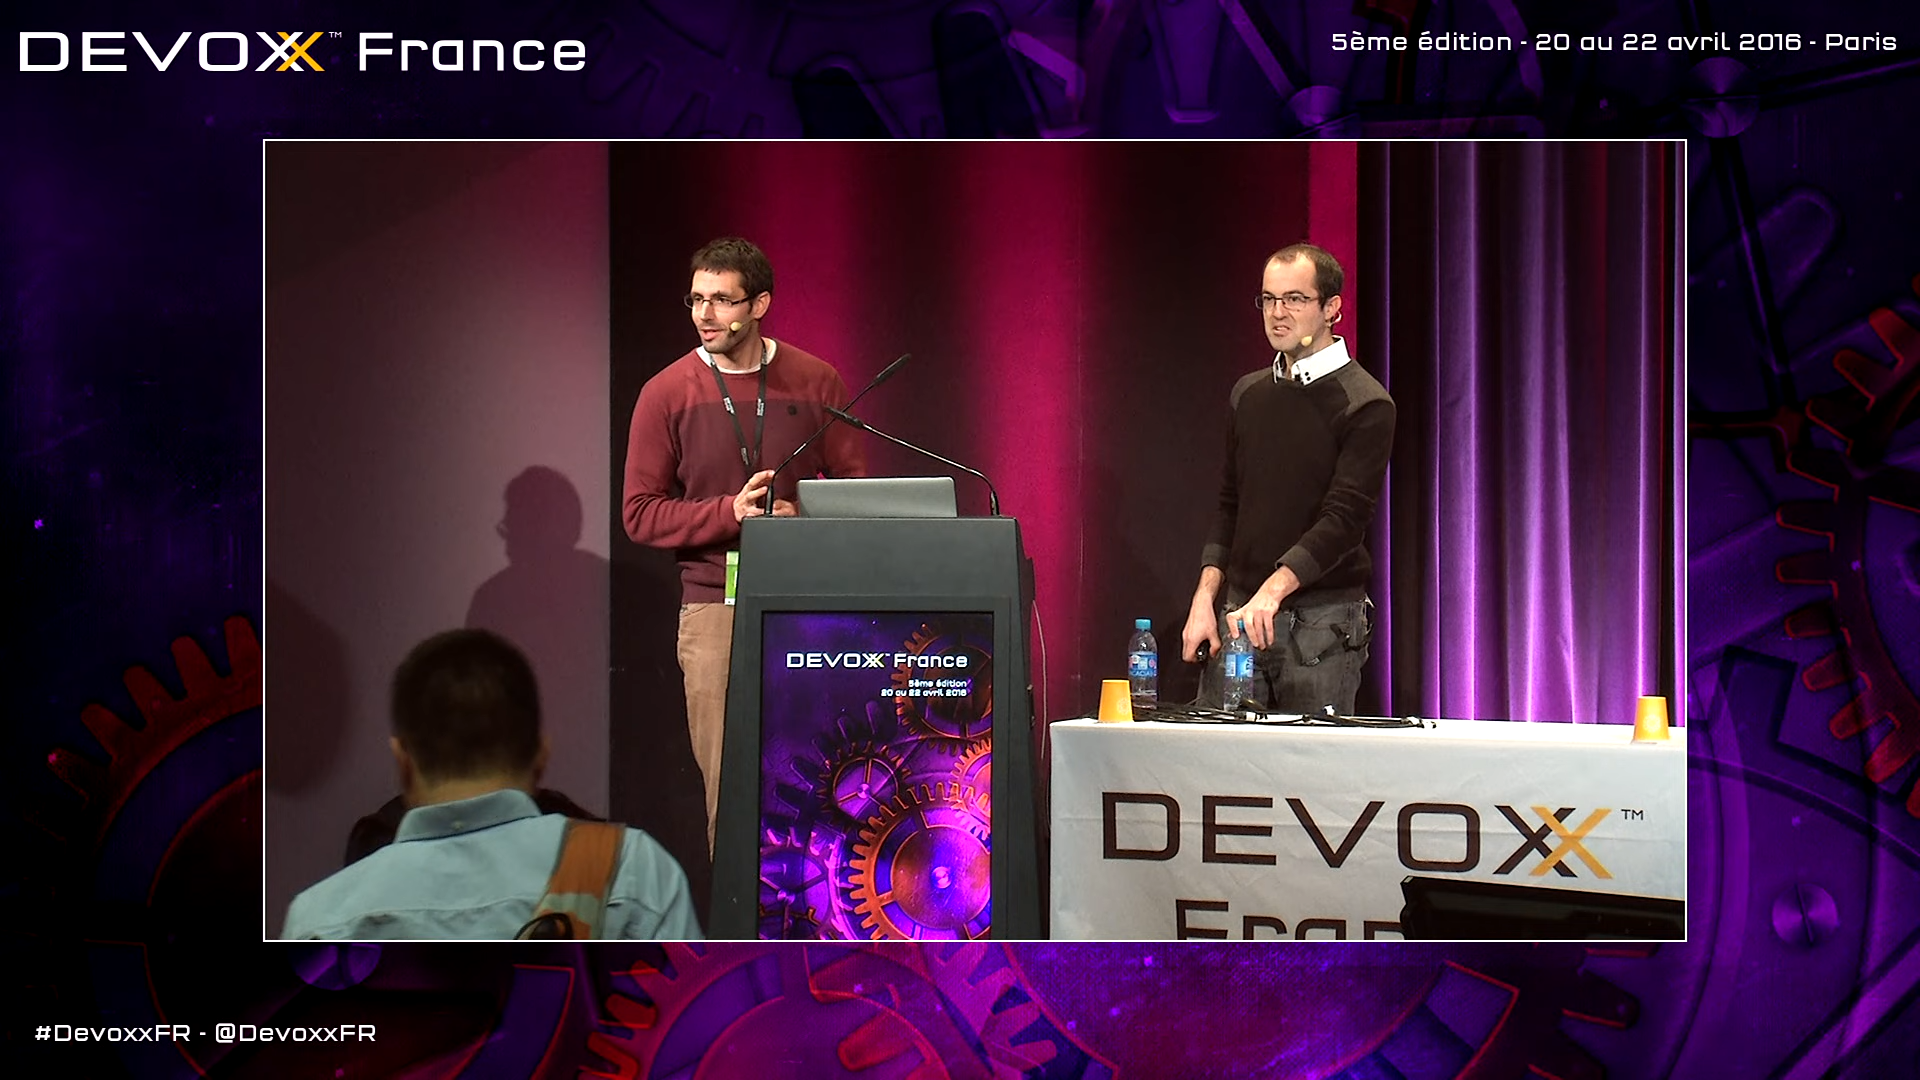 DEVOXX™ France
5ème édition - 20 au 22 avril 2016 - Paris
DEVOXX™ France
5ème édition
20 au 22 avril 2016
DEVOXX™
Fran
#DevoxxFR - @DevoxxFR